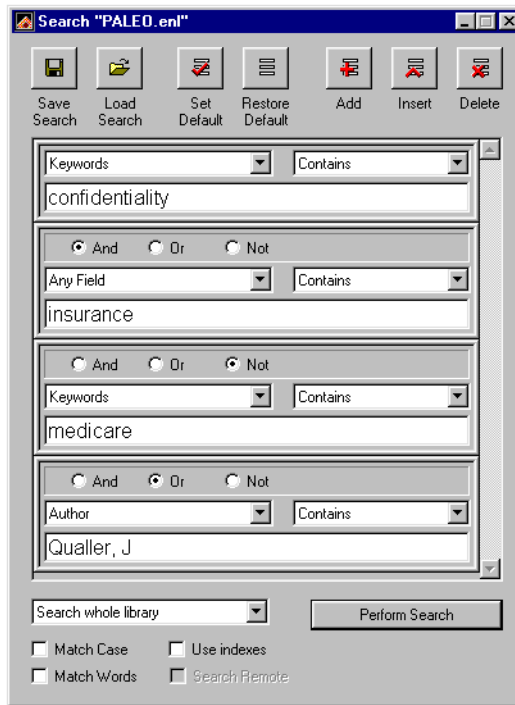 Search "PALEO.enl"
Save Search
Load Search
Set Default
Restore Default
Add
Insert
Delete
Keywords Contains
confidentiality
And Or Not
Any Field Contains
insurance
And Or Not
Keywords Contains
medicare
And Or Not
Author Contains
Qualler, J
Search whole library Perform Search
Match Case Use indexes
Match Words Search Remote